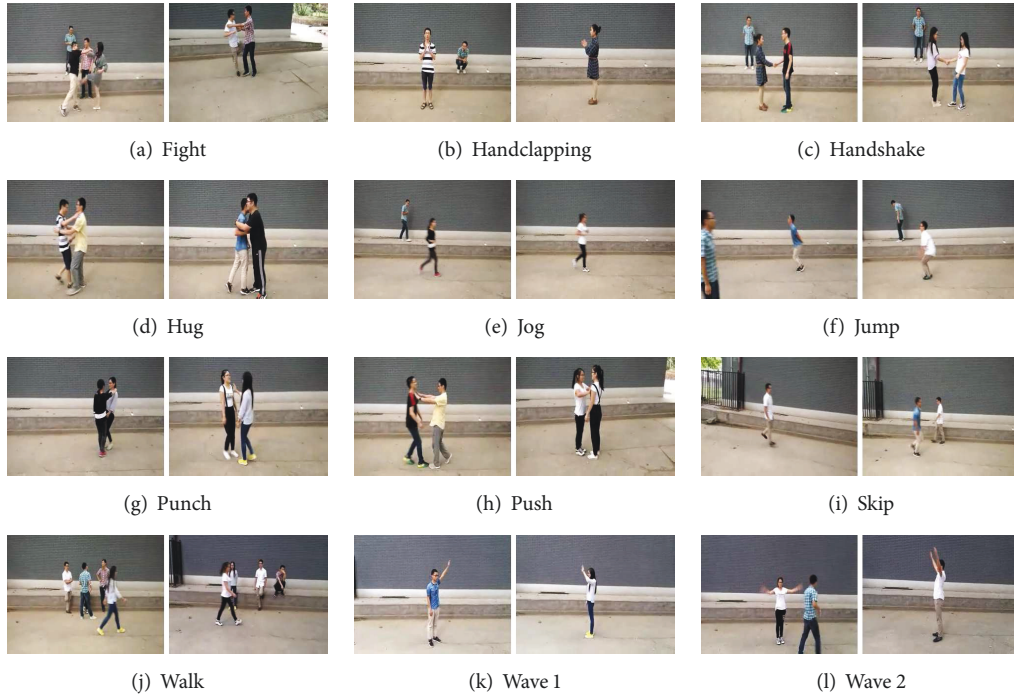 (a) Fight
(b) Handclapping
(c) Handshake
(d) Hug
(e) Jog
(f) Jump
(g) Punch
(h) Push
(i) Skip
(j) Walk
(k) Wave 1
(l) Wave 2